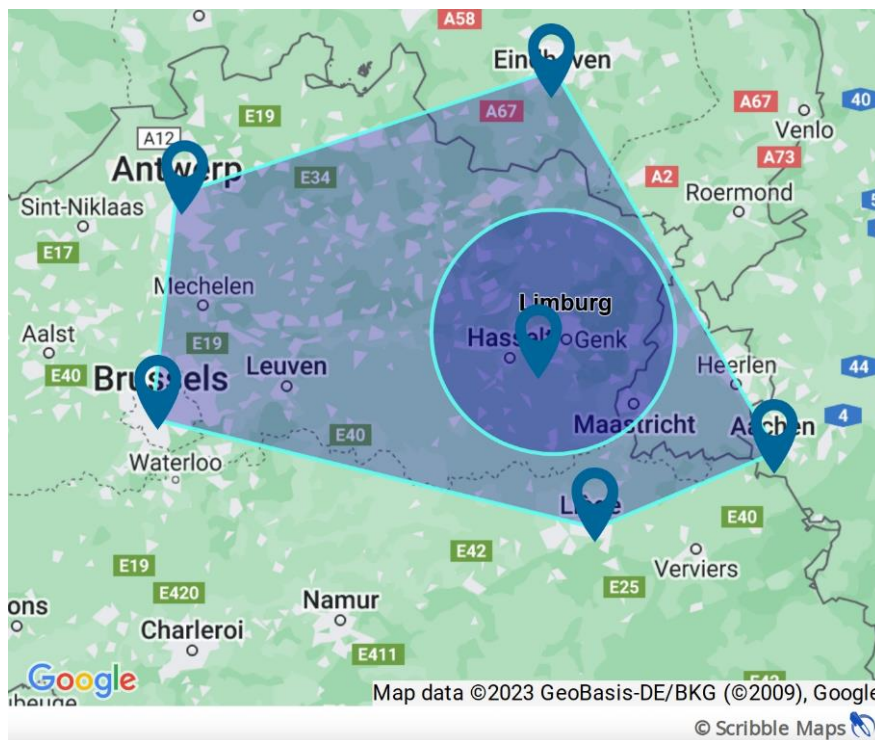 A58
Eindhoven
E19
A67
A67
40
Venlo
A12
Antwerp
A73
E34
A2
Sint-Niklaas
Roermond
E17
Mechelen
Limburg
E19
Hasselt
Genk
Aalst
E40
Brussels
Leuven
Heerlen
44
Maastricht
Aachen
4
E40
Waterloo
E40
E42
Verviers
E19
E25
E420
Namur
ons
Charleroi
E411
Google
Map data ©2023 GeoBasis-DE/BKG (©2009), Google
© Scribble Maps